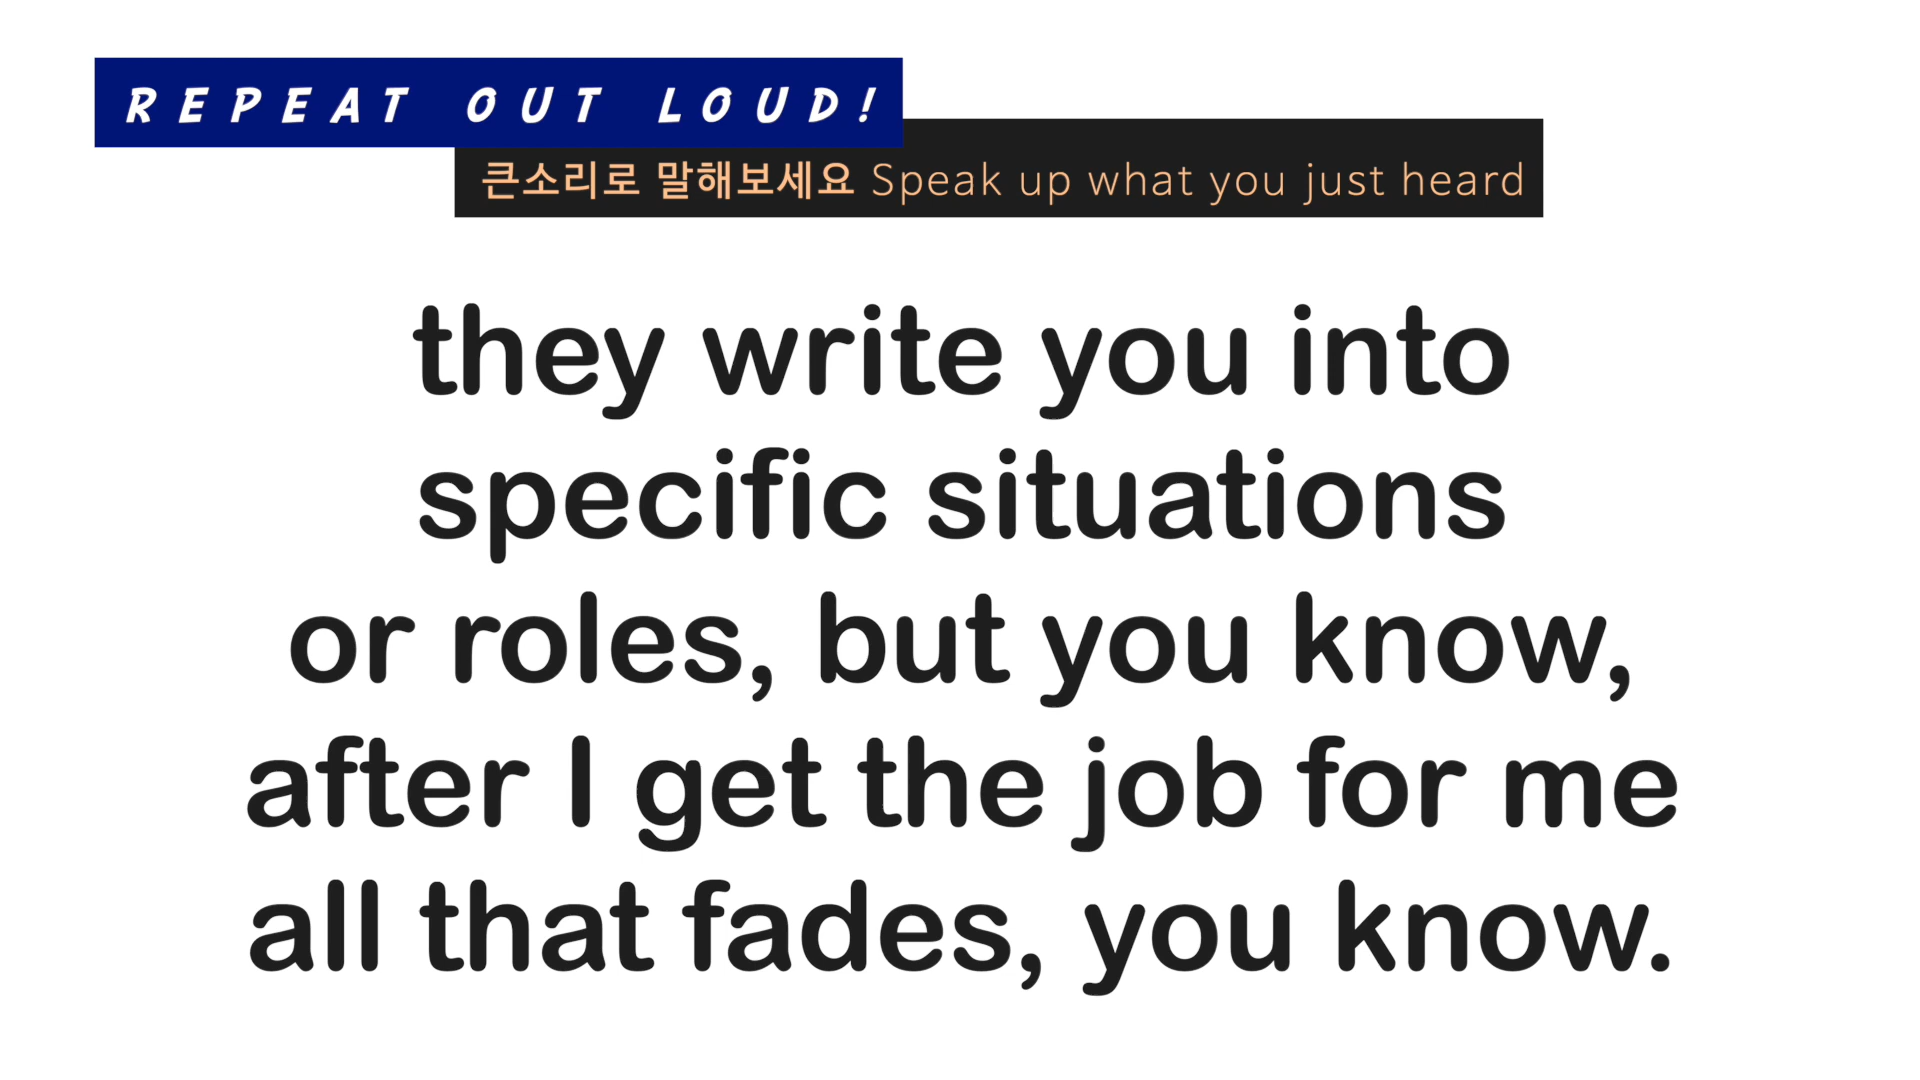 REPEAT OUT LOUD!
큰소리로 말해보세요 Speak up what you just heard
they write you into
specific situations
or roles, but you know,
after I get the job for me
all that fades, you know.